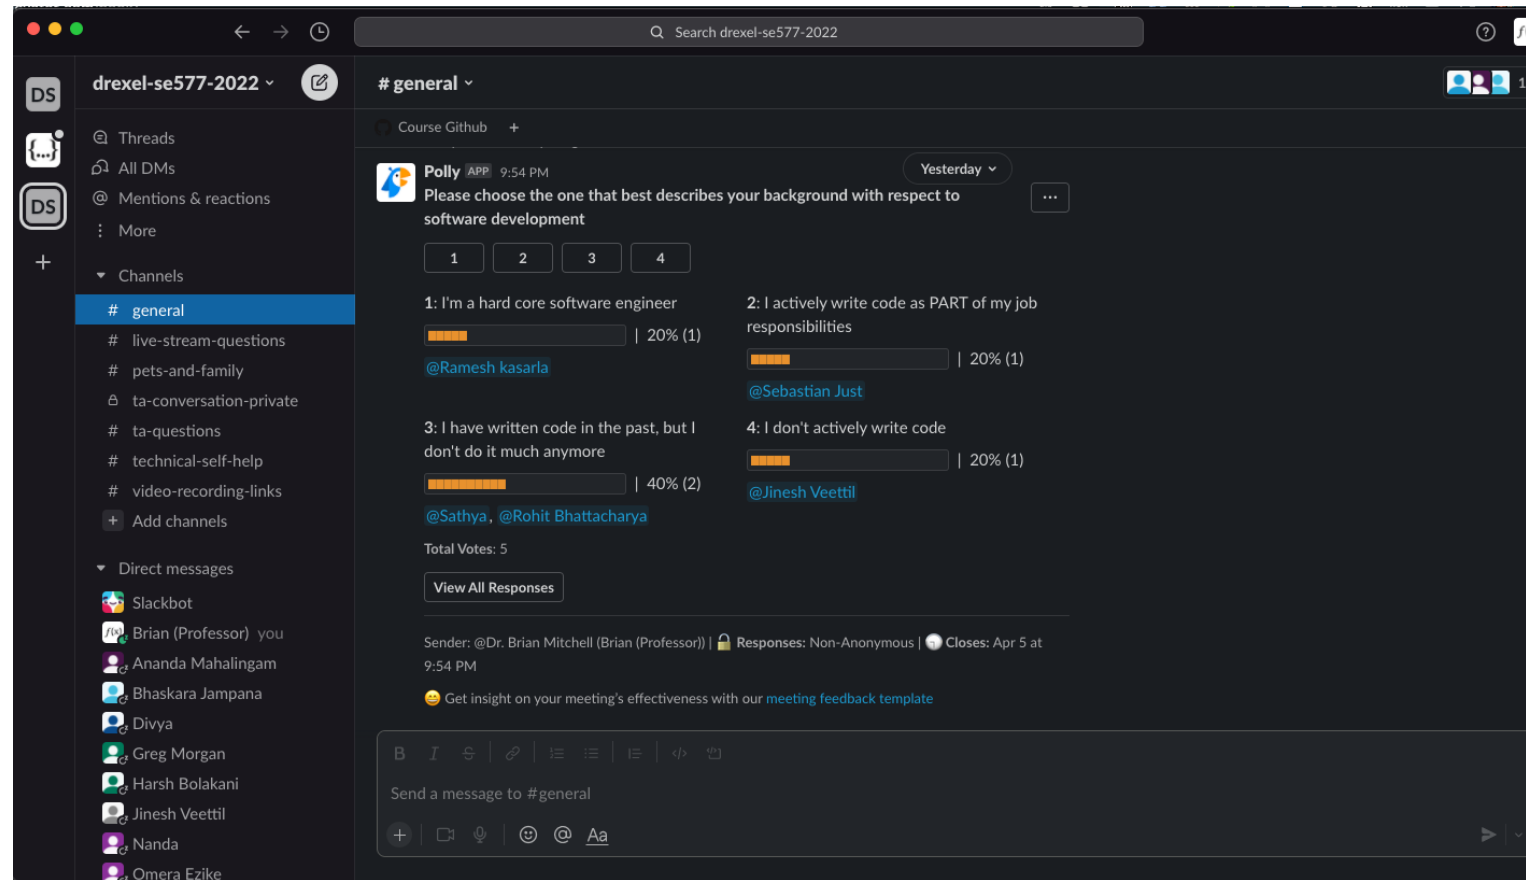 Search drexel-se577-2022
DS
{...}
DS
drexel-se577-2022
Threads
All DMs
Mentions & reactions
More
Channels
# general
# live-stream-questions
# pets-and-family
ta-conversation-private
# ta-questions
# technical-self-help
# video-recording-links
+ Add channels
Direct messages
Slackbot
Brian (Professor) you
Ananda Mahalingam
Bhaskara Jampana
Divya
Greg Morgan
Harsh Bolakani
Jinesh Veettil
Nanda
Omera Ezike
# general
1
Course Github +
Polly APP 9:54 PM
Yesterday
Please choose the one that best describes your background with respect to
software development
...
1 2 3 4
1: I'm a hard core software engineer
| 20% (1)
@Ramesh kasarla
2: I actively write code as PART of my job
responsibilities
| 20% (1)
@Sebastian Just
3: I have written code in the past, but I
don't do it much anymore
| 40% (2)
@Sathya, @Rohit Bhattacharya
4: I don't actively write code
| 20% (1)
@Jinesh Veettil
Total Votes: 5
View All Responses
Sender: @Dr. Brian Mitchell (Brian (Professor)) | Responses: Non-Anonymous | Closes: Apr 5 at
9:54 PM
Get insight on your meeting's effectiveness with our meeting feedback template
B I S
Send a message to #general
+ @ Aa